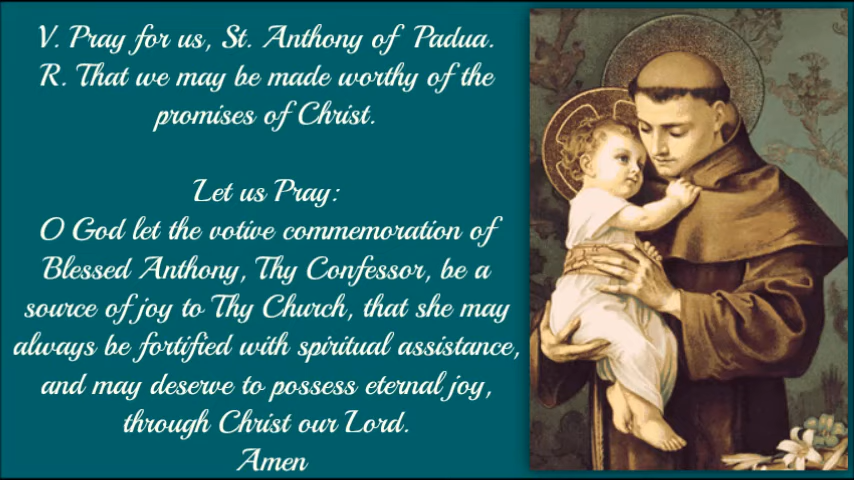 V. Pray for us, St. Anthony of Padua.
R. That we may be made worthy of the
promises of Christ.
Let us Pray:
O God let the votive commemoration of
Blessed Anthony, Thy Confessor, be a
source of joy to Thy Church, that she may
always be fortified with spiritual assistance,
and may deserve to possess eternal joy,
through Christ our Lord.
Amen